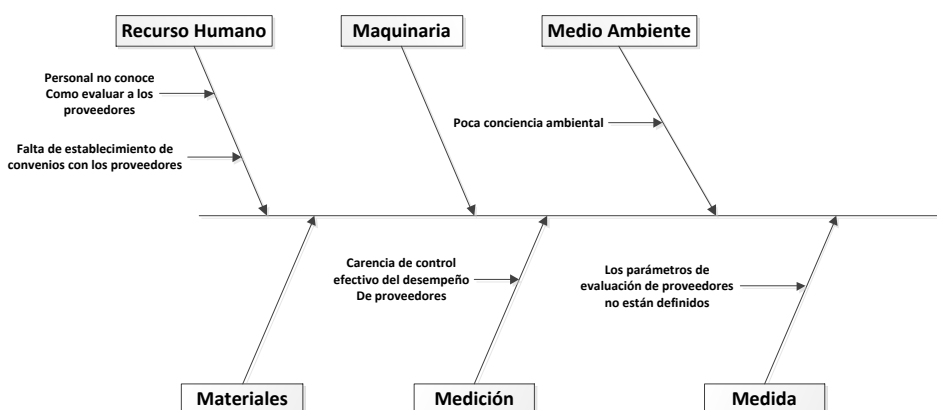 Recurso Humano
Maquinaria
Medio Ambiente
Personal no conoce
Como evaluar a los
proveedores
Poca conciencia ambiental
Falta de establecimiento de
convenios con los proveedores
Carencia de control
efectivo del desempeño
De proveedores
Los parámetros de
evaluación de proveedores
no están definidos
Materiales
Medición
Medida